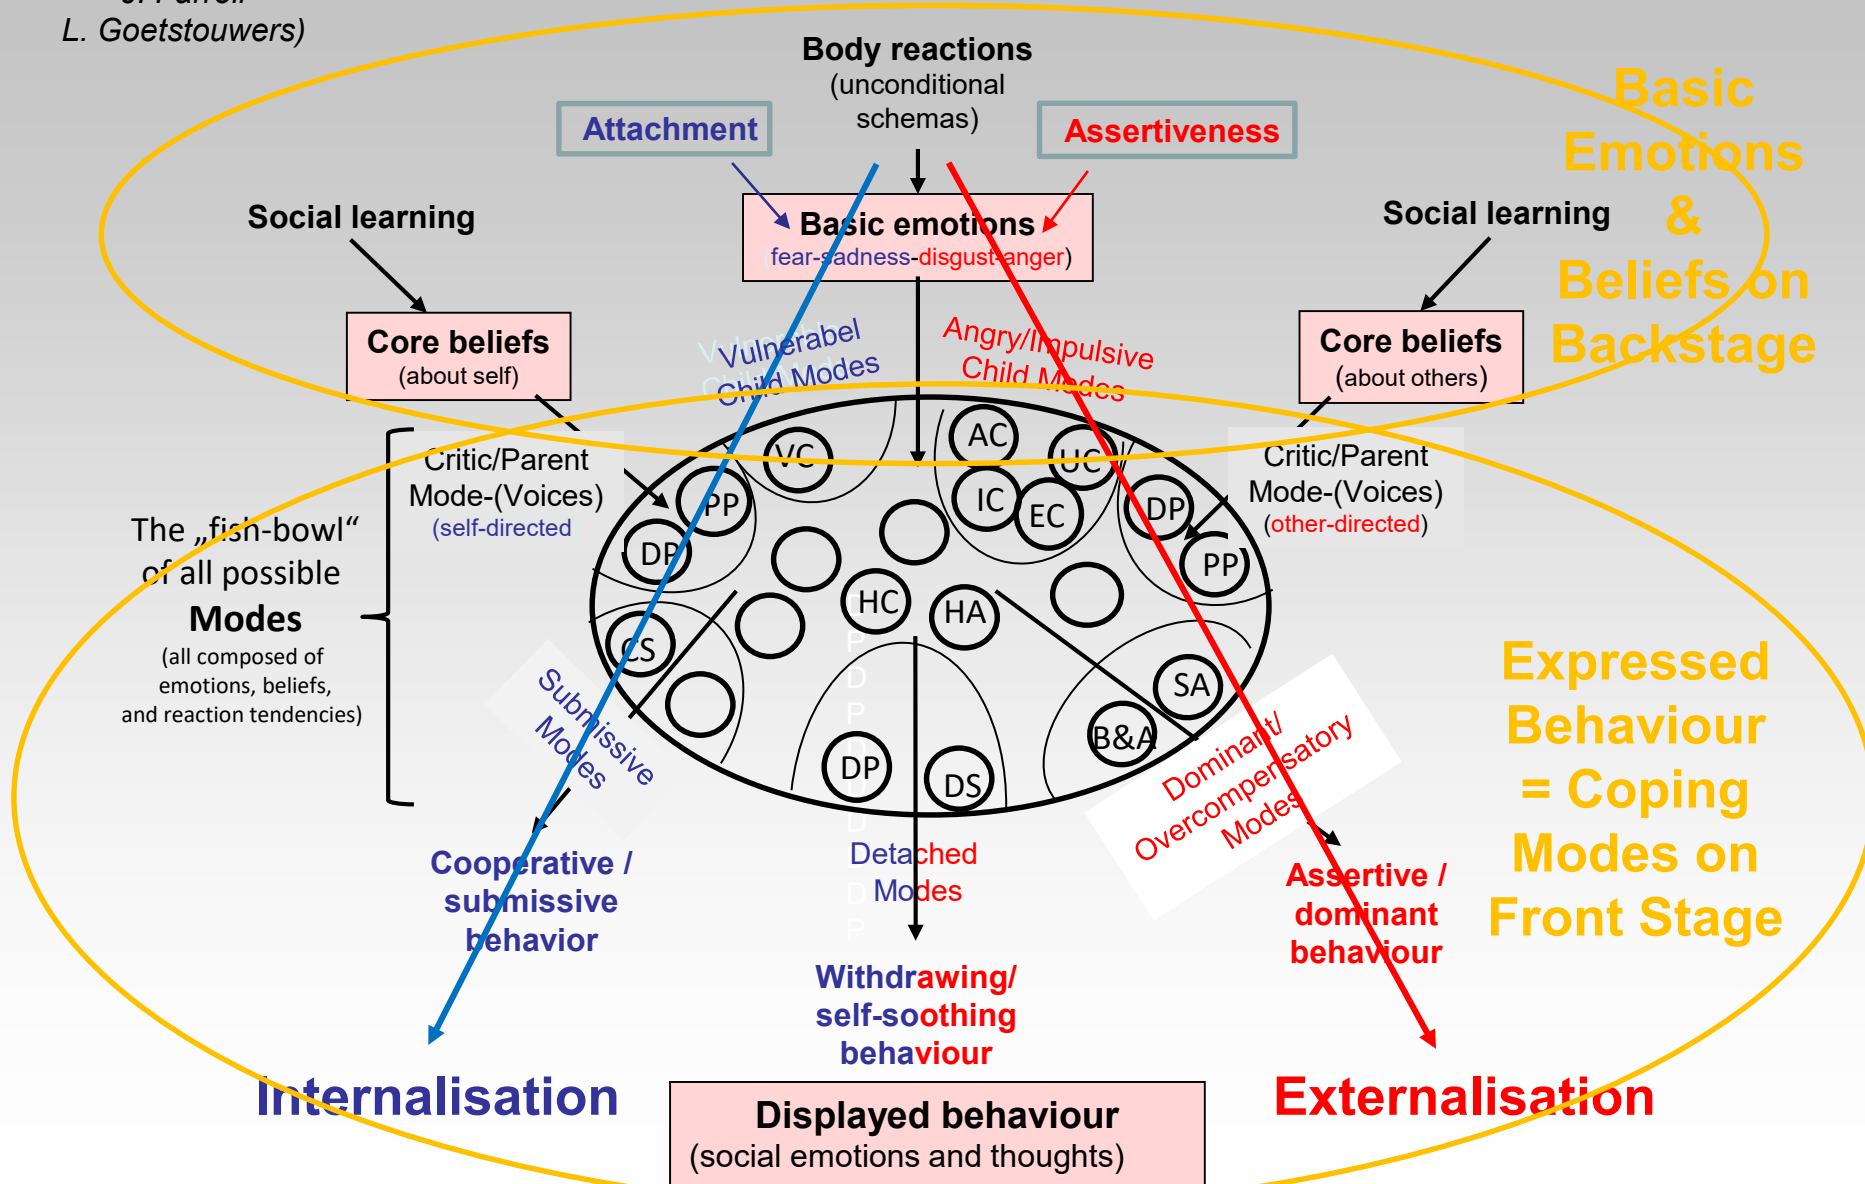 L. Goetstouwers)
Body reactions
(unconditional
schemas)
Attachment
Assertiveness
Basic
Emotions
&
Beliefs on
Backstage
Social learning
Basic emotions
(fear-sadness-disgust-anger)
Social learning
Core beliefs
(about self)
Vulnerabel
Child Modes
Angry/Impulsive
Child Modes
Core beliefs
(about others)
Critic/Parent
Mode-(Voices)
(self-directed
Critic/Parent
Mode-(Voices)
(other-directed)
The „fish-bowl“
of all possible
Modes
(all composed of
emotions, beliefs,
and reaction tendencies)
VC
PP
DP
CS
AC
UC
IC
EC
DP
PP
HC
HA
SA
B&A
DP
DS
P
D
P
D
D
D
D
P
Submissive
Modes
Dominant/
Overcompensatory
Modes
Detached
Modes
Cooperative /
submissive
behavior
Withdrawing/
self-soothing
behaviour
Assertive /
dominant
behaviour
Expressed
Behaviour
= Coping
Modes on
Front Stage
Internalisation
Externalisation
Displayed behaviour
(social emotions and thoughts)